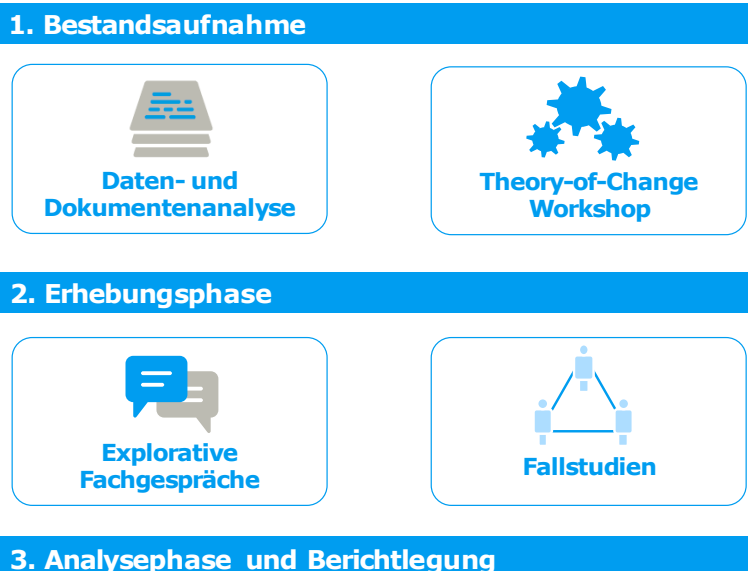 1. Bestandsaufnahme
Daten- und
Dokumentenanalyse
Theory-of-Change
Workshop
2. Erhebungsphase
Explorative
Fachgespräche
Fallstudien
3. Analysephase und Berichtlegung